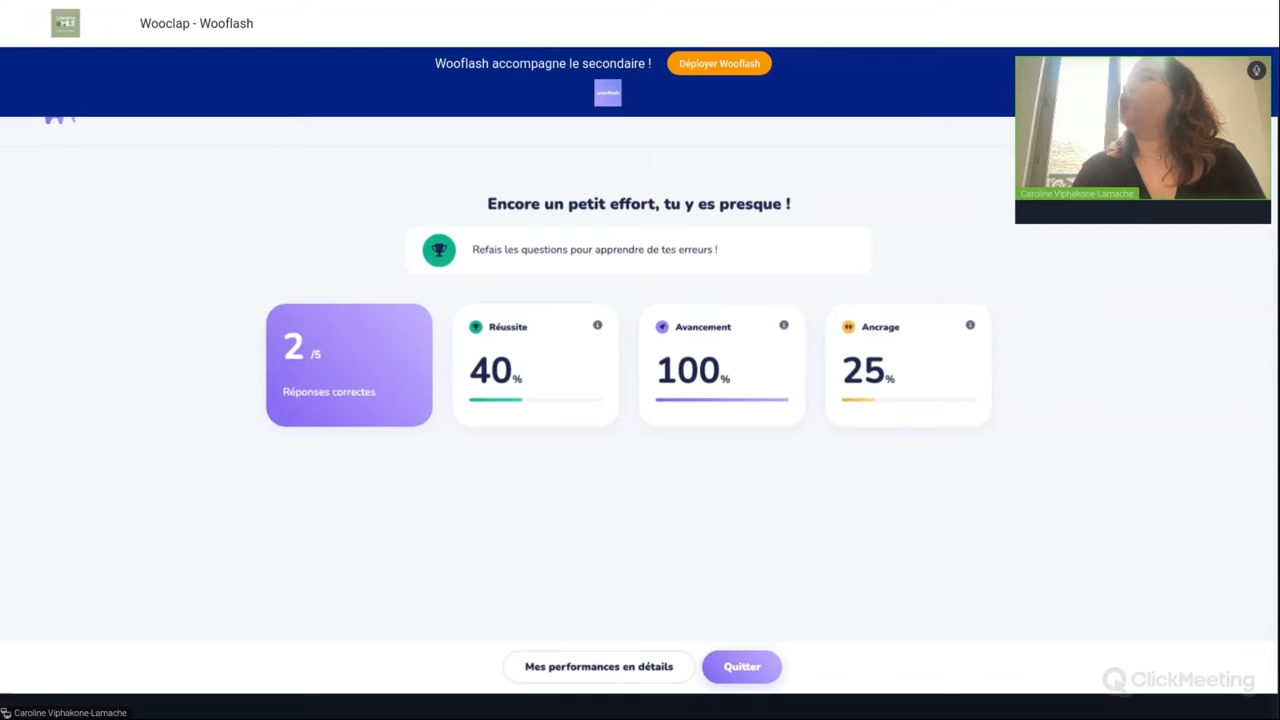 Wooclap - Wooflash
Wooflash accompagne le secondaire !
Déployer Wooflash
wooflash
Caroline Viphakone-Lamache
Encore un petit effort, tu y es presque !
Refais les questions pour apprendre de tes erreurs !
2 /5
Réponses correctes
Réussite
40%
Avancement
100%
Ancrage
25%
Mes performances en détails
Quitter
ClickMeeting
Caroline Viphakone-Lamache